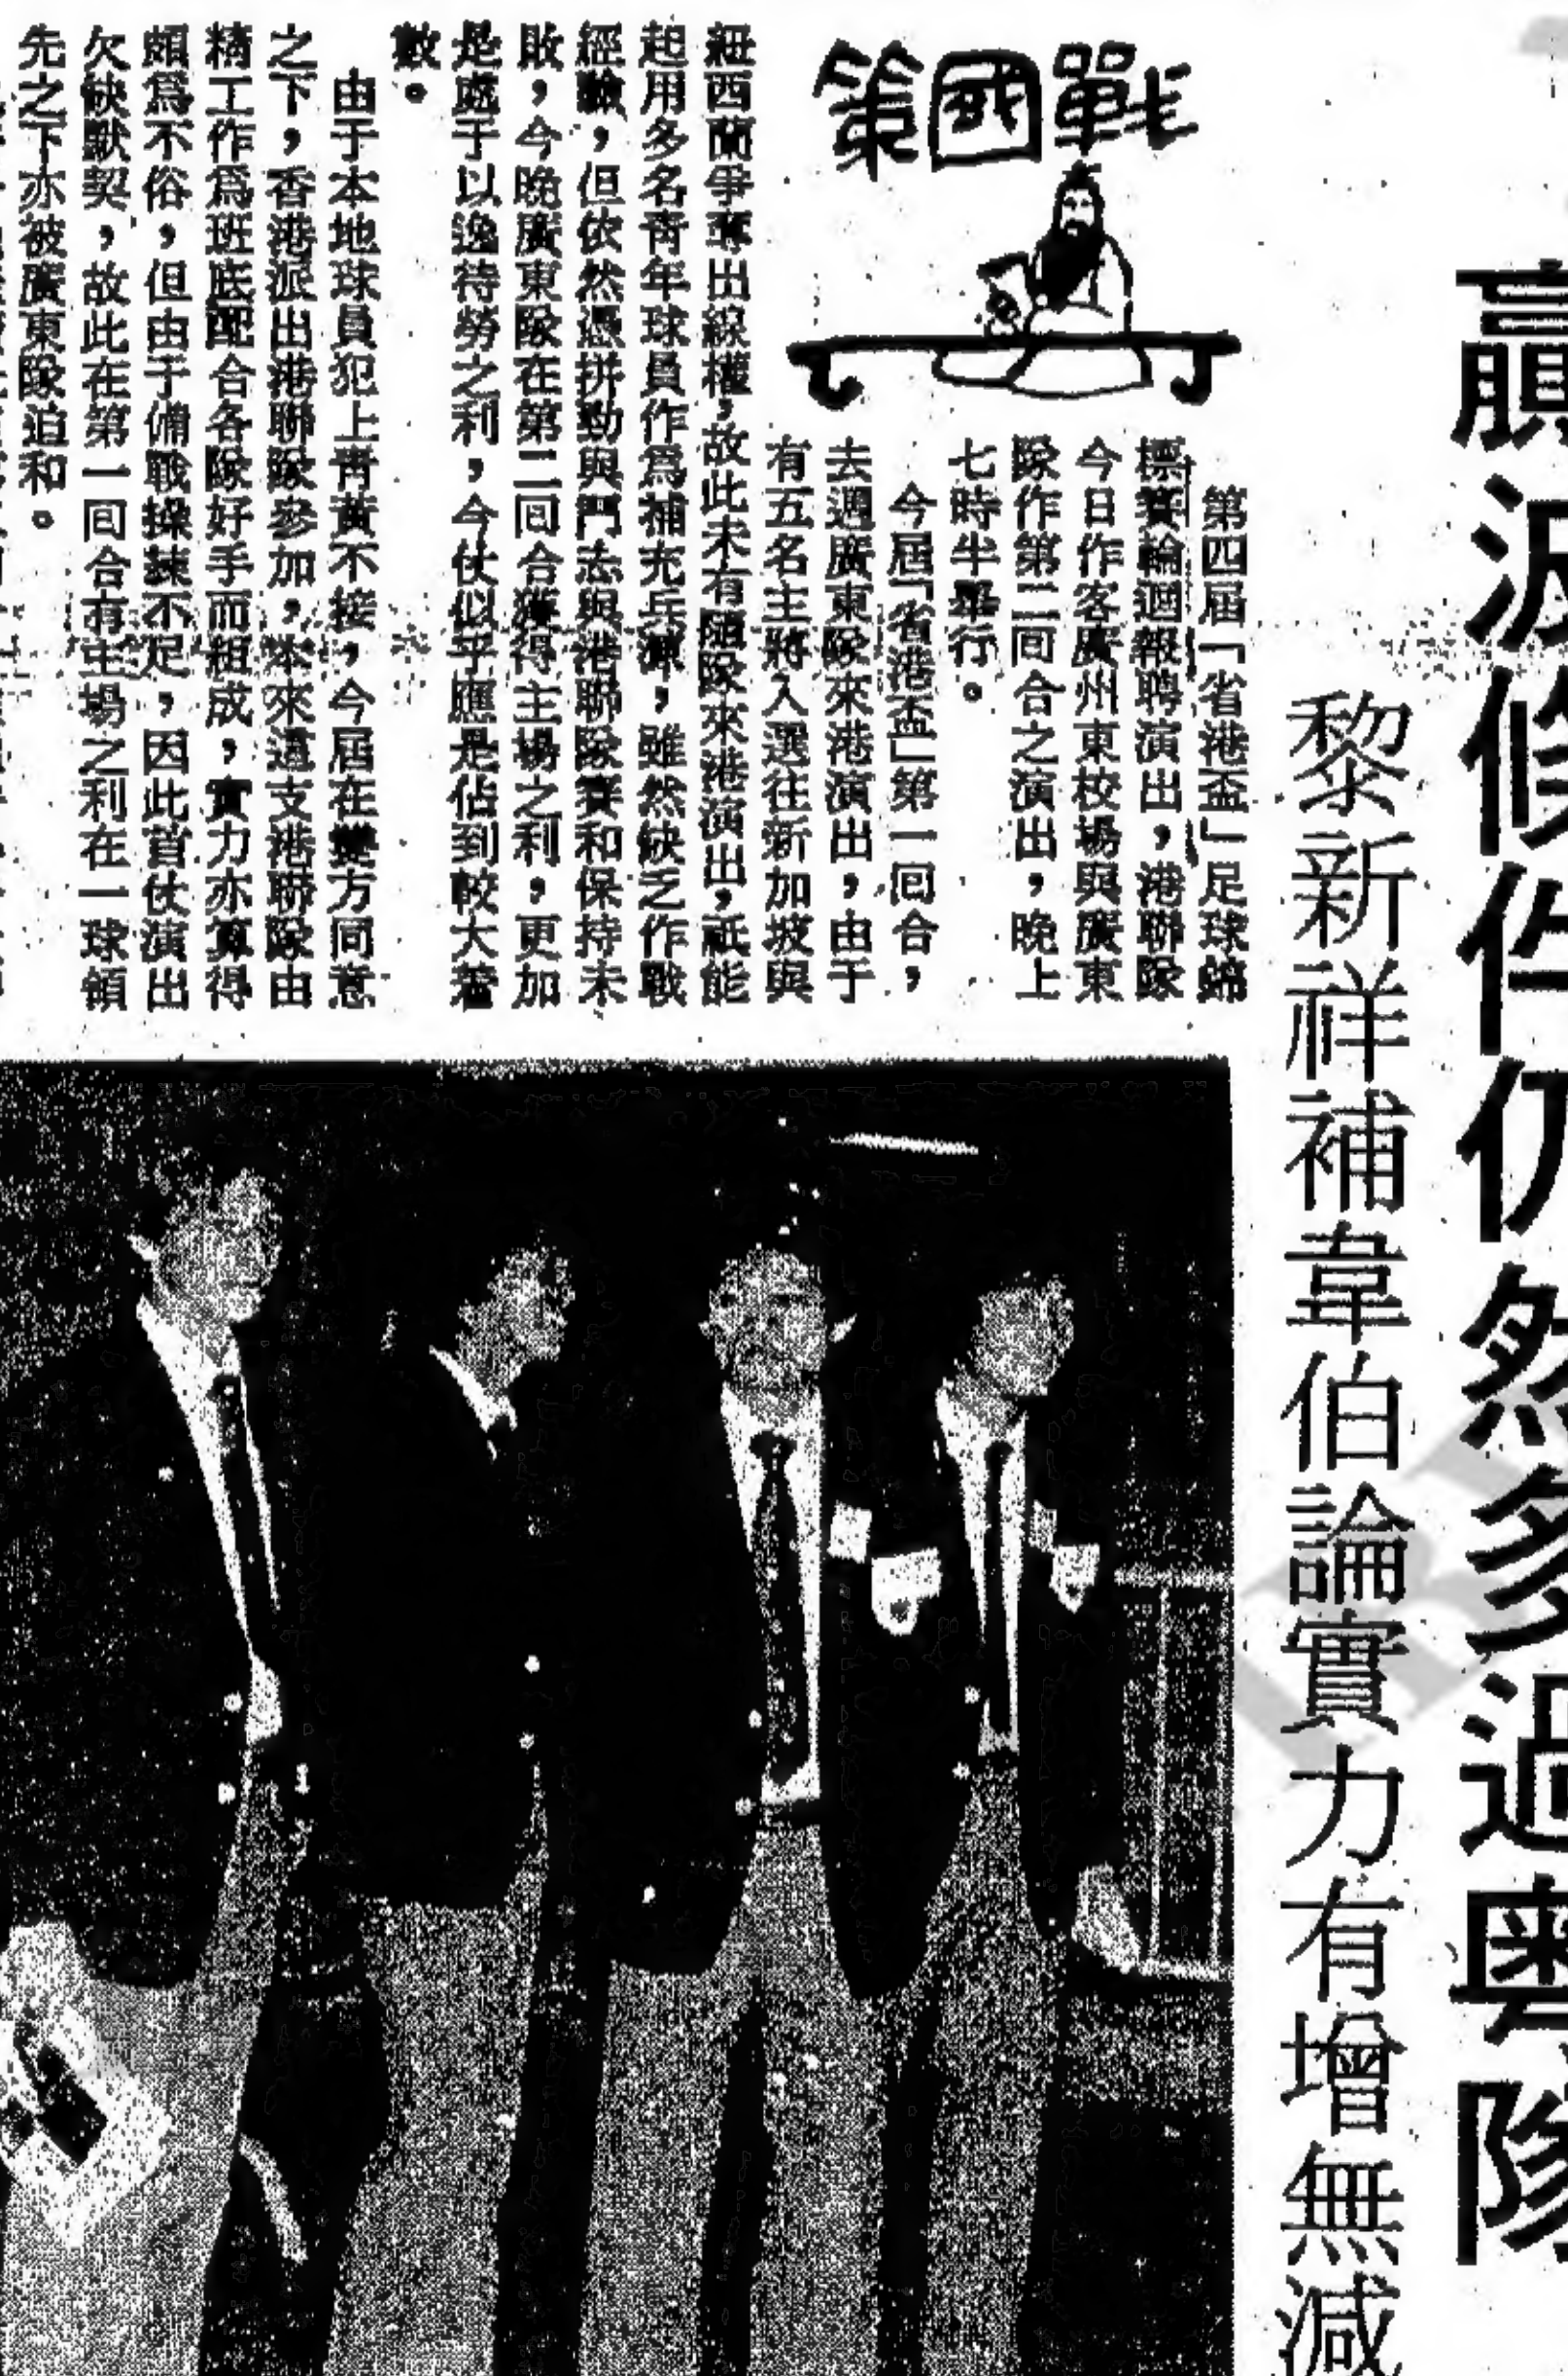 贏波條件仍然多過粵隊
黎新祥補韋伯論實力有增無減
戰國策
第四屆「省港盃」足球錦
標賽輪迴報聘演出，港聯隊
今日作客廣州東校場與廣東
隊作第二回合之演出，晚上
七時半舉行。
今屆「省港盃」第一回合，
去週廣東隊來港演出，由于
有五名主將入選往新加坡與
紐西蘭爭奪出線權，故此未有隨隊來港演出，祇能
起用多名青年球員作爲補充兵源，雖然缺乏作戰
經驗，但依然憑拼勁與鬥志與港聯隊賽和保持未
敗，今晚廣東隊在第二回合獲得主場之利，更加
是處于以逸待勞之利，今仗似乎應是佔到較大著
數。
由于本地球員犯上青黃不接，今屆在雙方同意
之下，香港派出港聯隊參加，本來這支港聯隊由
精工作爲班底配合各隊好手而組成，實力亦算得
頗爲不俗，但由于備戰操練不足，因此首仗演出
欠缺默契，故此在第一回合有主場之利在一球領
先之下亦被廣東隊迫和。